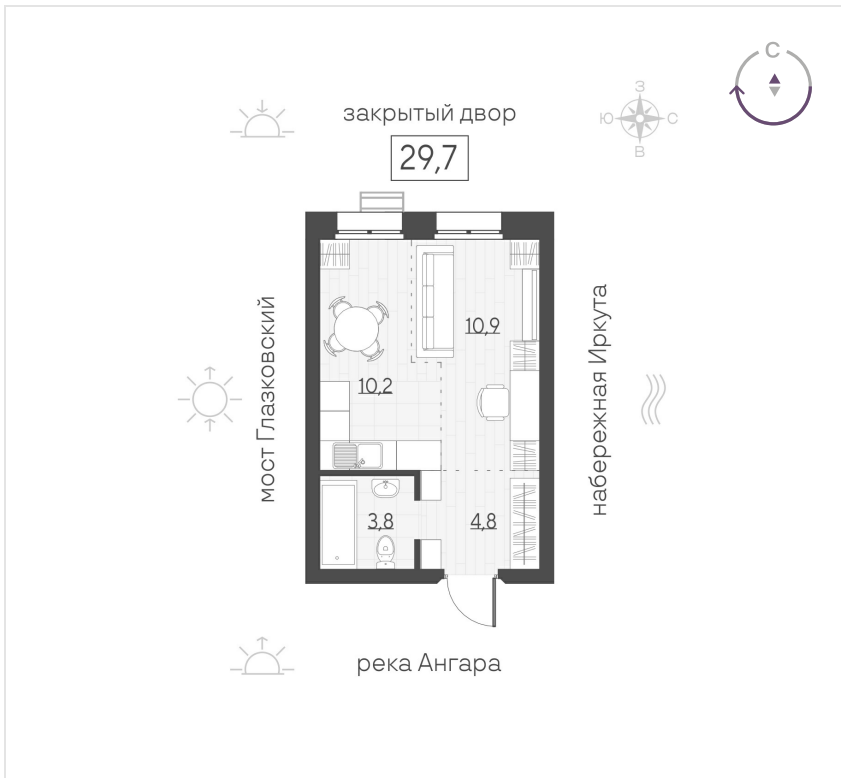 С
З
Ю С
В
закрытый двор
29,7
мост Глазковский
набережная Иркута
10,9
10,2
3,8
4,8
река Ангара